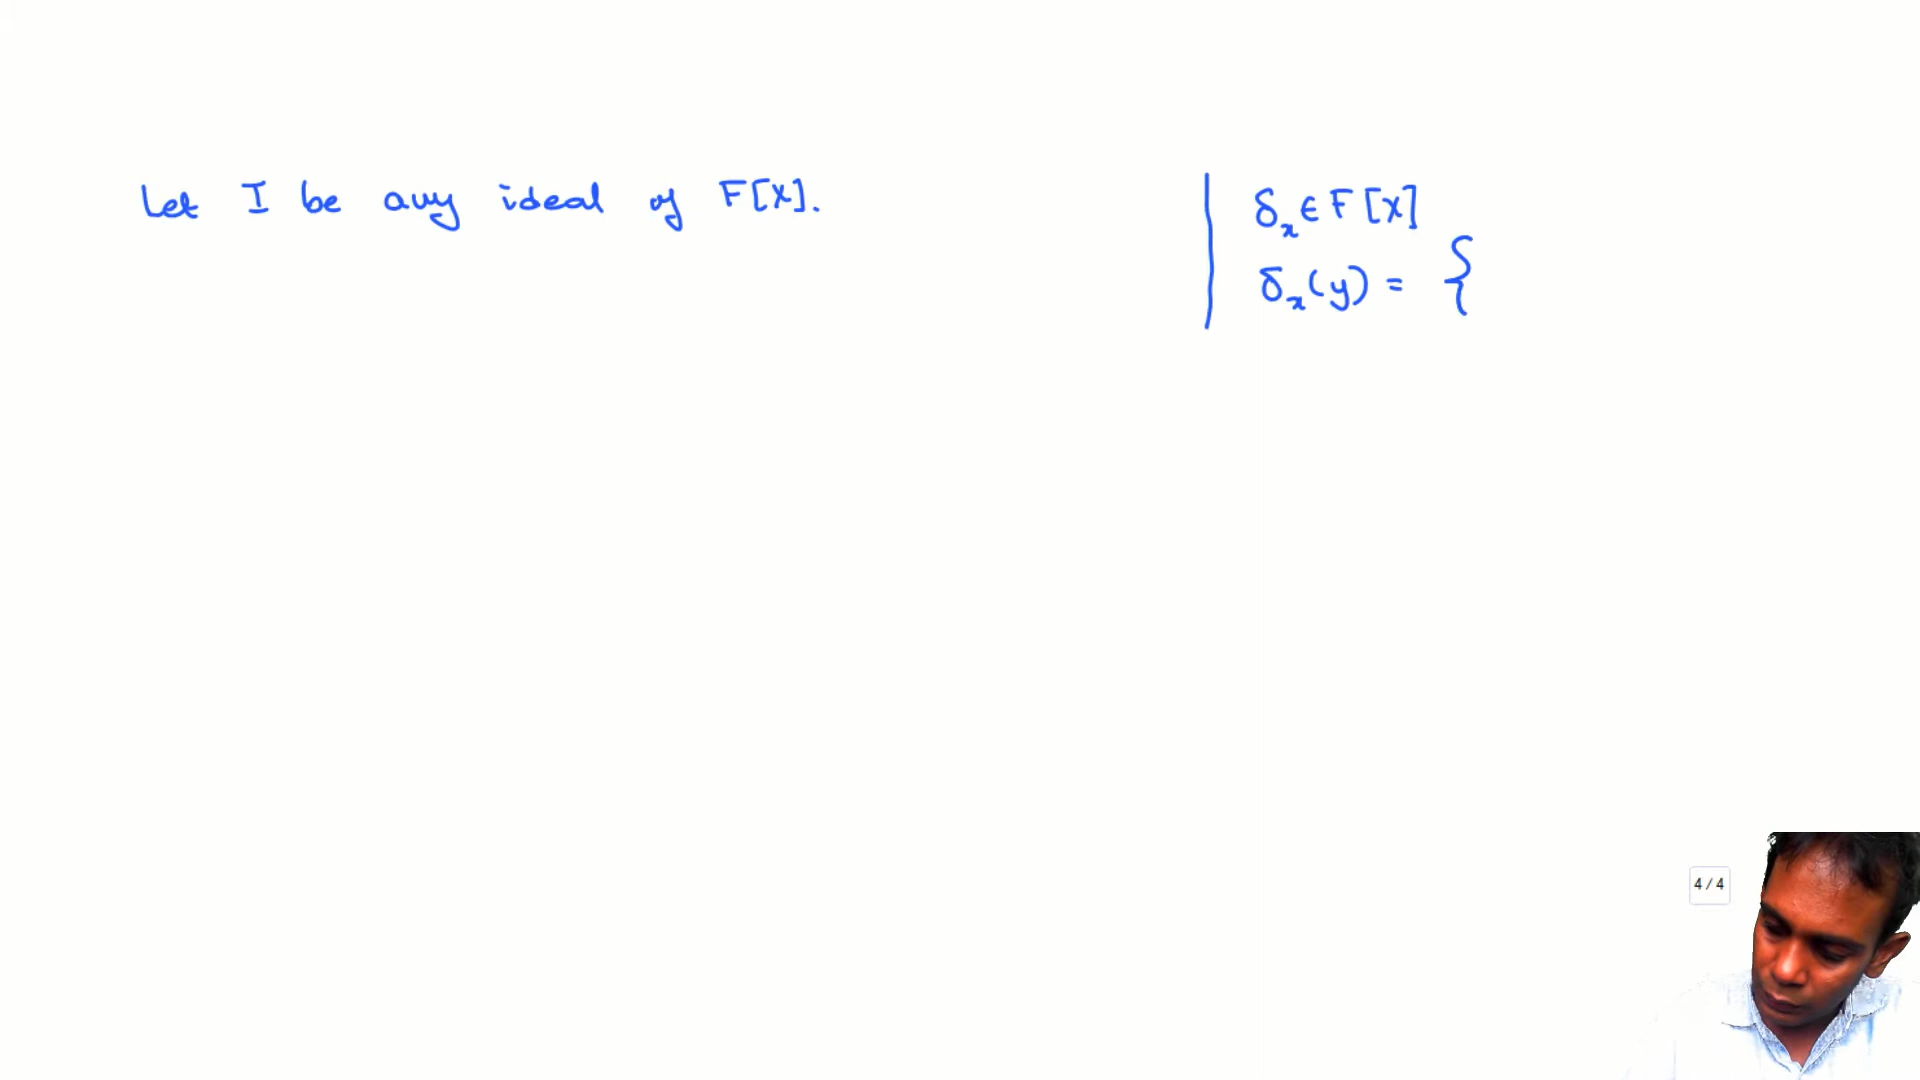 Let I be any ideal of F[X].
δₓ ∈ F[X]
δₓ(y) = {
4 / 4